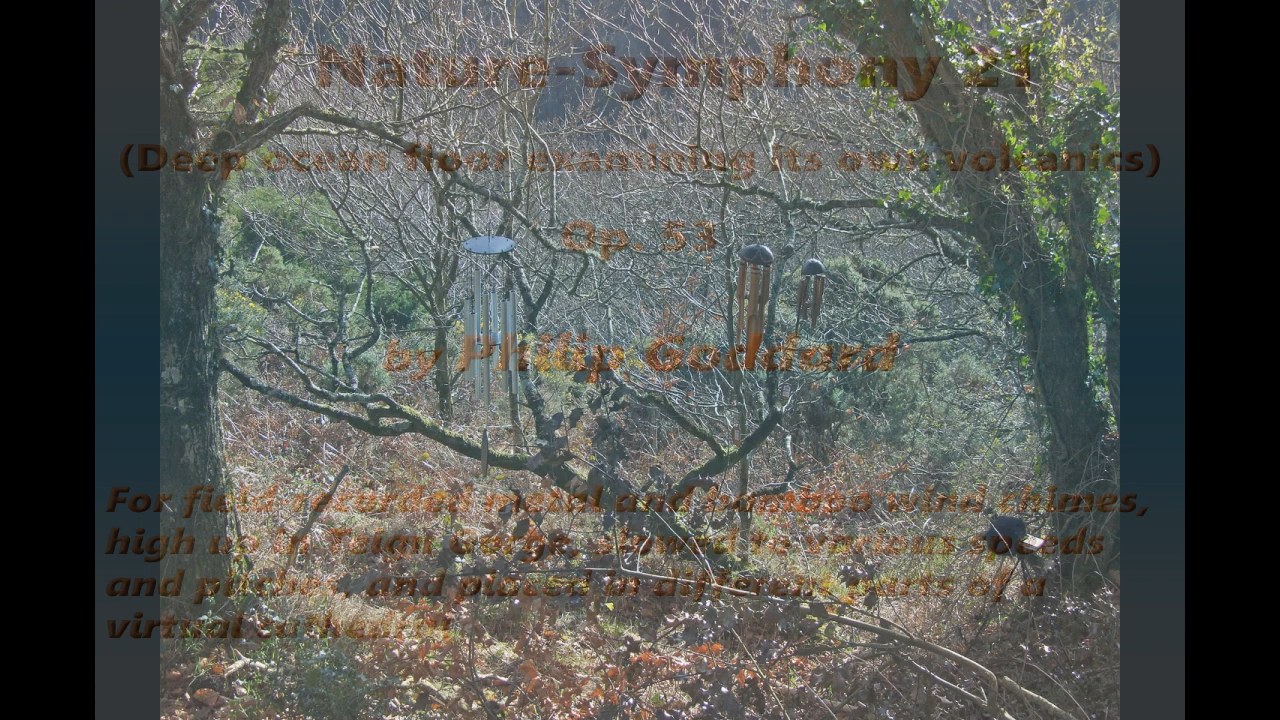 Nature-Symphony 21
(Deep ocean floor examining its own volcanics)
Op. 53
by Philip Goddard
For field-recorded metal and bamboo wind chimes,
high up in Teign Gorge, slowed to various speeds
and pitches, and placed in different parts of a
virtual cathedral